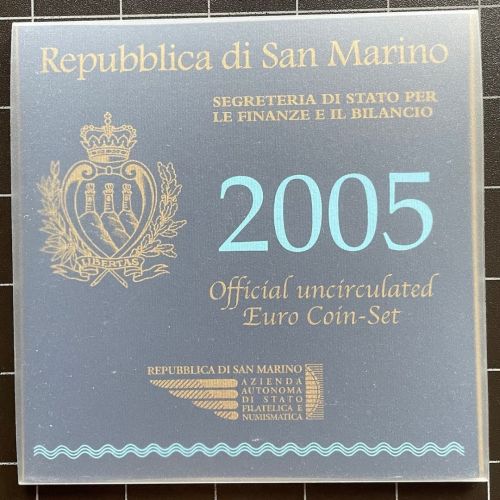 Repubblica di San Marino
SEGRETERIA DI STATO PER
LE FINANZE E IL BILANCIO
2005
LIBERTAS
Official uncirculated
Euro Coin-Set
REPUBBLICA DI SAN MARINO
AZIENDA
AUTONOMA
DI STATO
FILATELICA E
NUMISMATICA